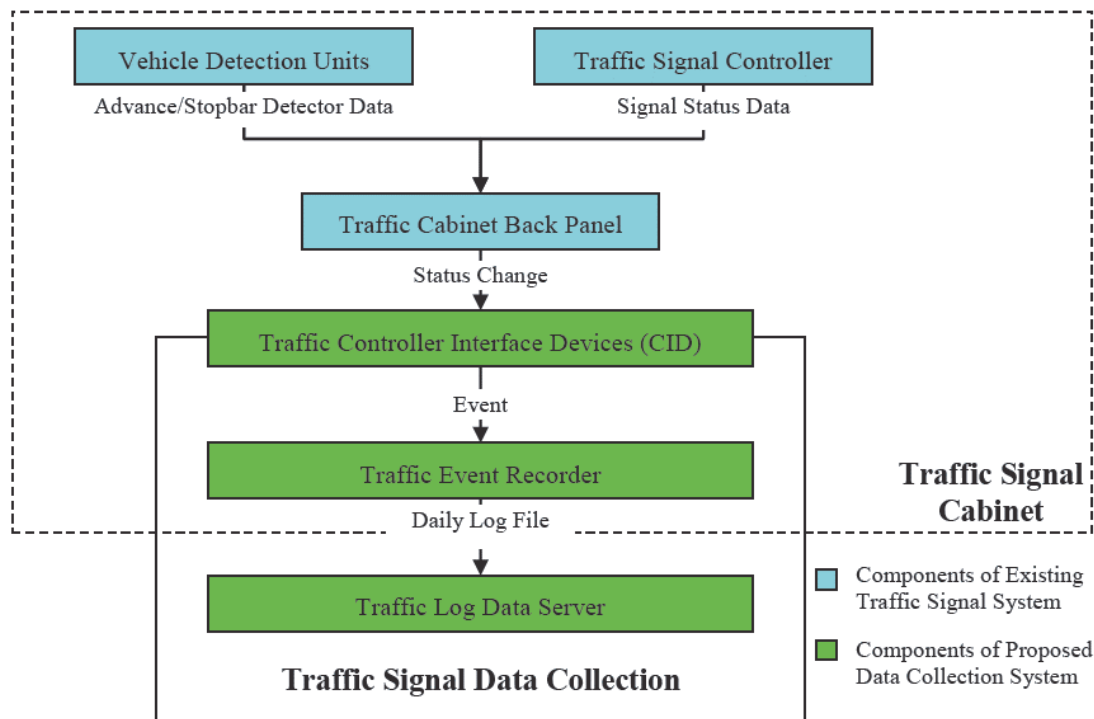 Vehicle Detection Units
Traffic Signal Controller
Advance/Stopbar Detector Data
Signal Status Data
Traffic Cabinet Back Panel
Status Change
Traffic Controller Interface Devices (CID)
Event
Traffic Event Recorder
Traffic Signal
Cabinet
Daily Log File
Traffic Log Data Server
Components of Existing
Traffic Signal System
Components of Proposed
Data Collection System
Traffic Signal Data Collection